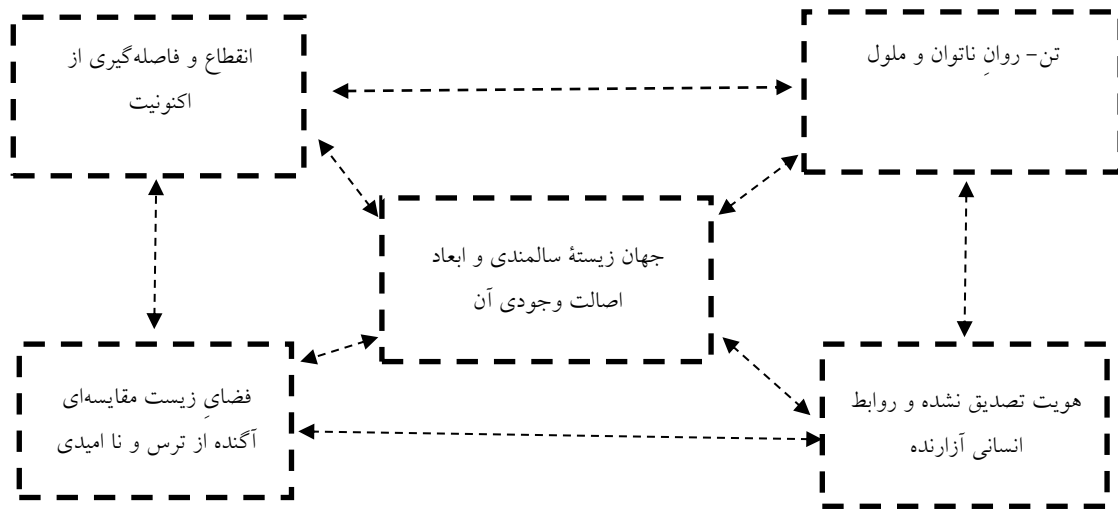 تن- روانِ ناتوان و ملول
انقطاع و فاصله‌گیری از
اکنونیت
جهان زیستۀ سالمندی و ابعاد
اصالت وجودی آن
هویت تصدیق نشده و روابط
انسانی آزارنده
فضایِ زیست مقایسه‌ای
آگنده از ترس و نا امیدی